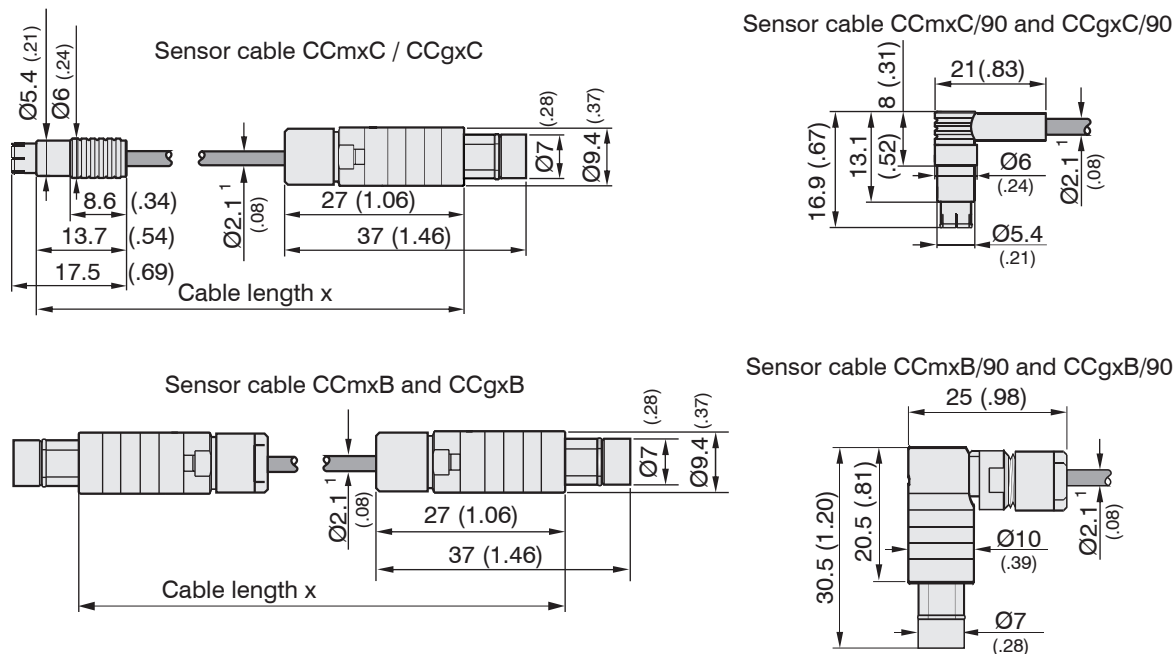 Sensor cable CCmxC / CCgxC
Ø5.4 (.21)
Ø6 (.24)
Ø2.1 1
(.08)
Ø7 (.28)
Ø9.4 (.37)
8.6 (.34)
13.7 (.54)
17.5 (.69)
27 (1.06)
37 (1.46)
Cable length x
Sensor cable CCmxC/90 and CCgxC/90
21(.83)
8 (.31)
13.1 (.52)
16.9 (.67)
Ø6
(.24)
Ø2.1 1
(.08)
Ø5.4
(.21)
Sensor cable CCmxB and CCgxB
Ø2.1 1
(.08)
Ø7 (.28)
Ø9.4 (.37)
27 (1.06)
37 (1.46)
Cable length x
Sensor cable CCmxB/90 and CCgxB/90
25 (.98)
30.5 (1.20)
20.5 (.81)
Ø10
(.39)
Ø2.1 1
(.08)
Ø7
(.28)